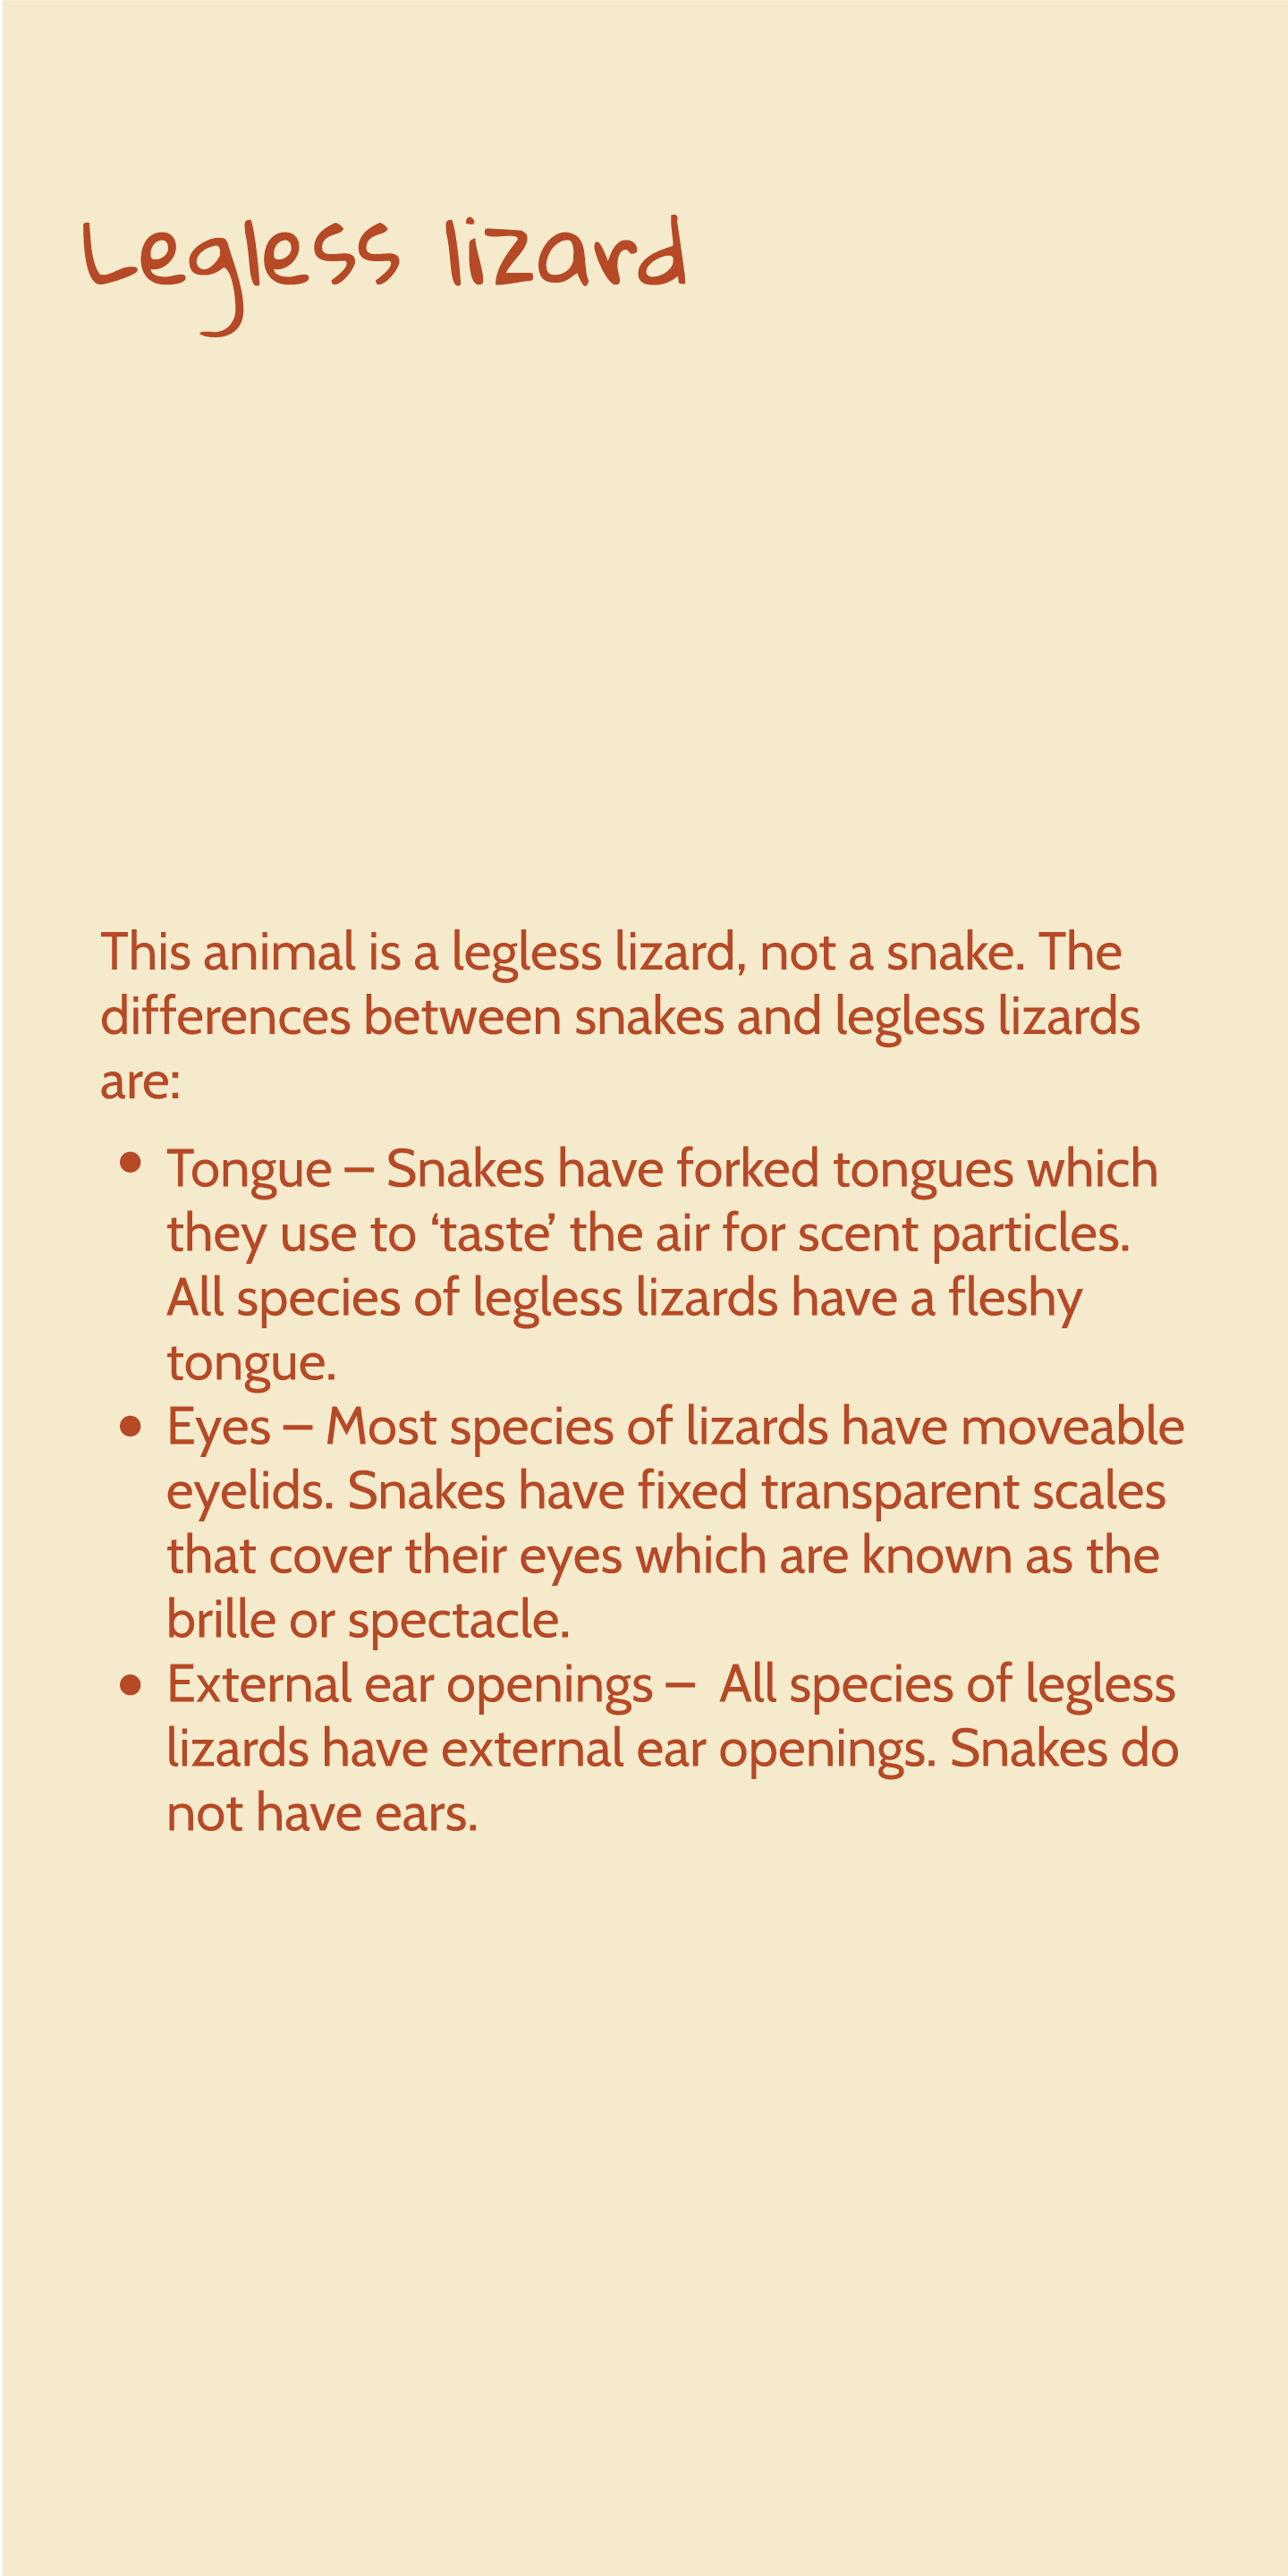 Legless lizard
This animal is a legless lizard, not a snake. The
differences between snakes and legless lizards
are:
• Tongue – Snakes have forked tongues which
they use to ‘taste’ the air for scent particles.
All species of legless lizards have a fleshy
tongue.
• Eyes – Most species of lizards have moveable
eyelids. Snakes have fixed transparent scales
that cover their eyes which are known as the
brille or spectacle.
• External ear openings –  All species of legless
lizards have external ear openings. Snakes do
not have ears.